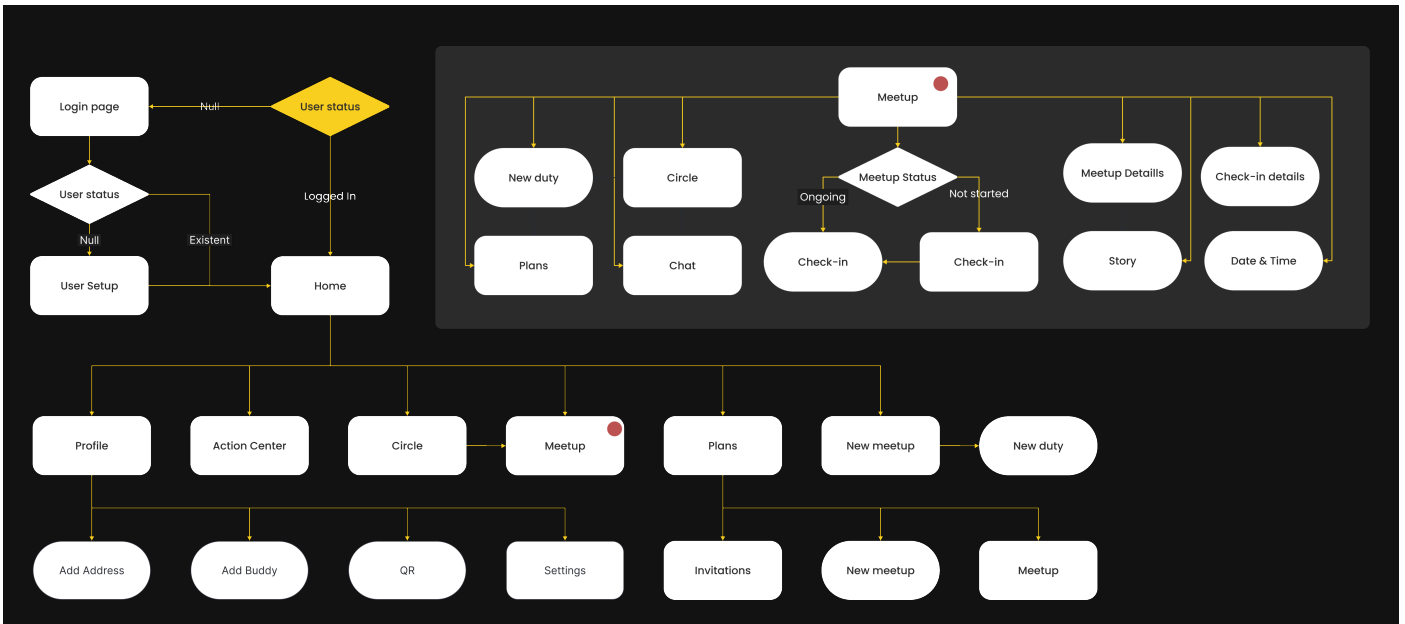 Login page
Null
User status
User status
Logged In
Null
Existent
User Setup
Home
Meetup
New duty
Circle
Meetup Status
Meetup Detaills
Check-in details
Ongoing
Not started
Plans
Chat
Check-in
Check-in
Story
Date & Time
Profile
Action Center
Circle
Meetup
Plans
New meetup
New duty
Add Address
Add Buddy
QR
Settings
Invitations
New meetup
Meetup